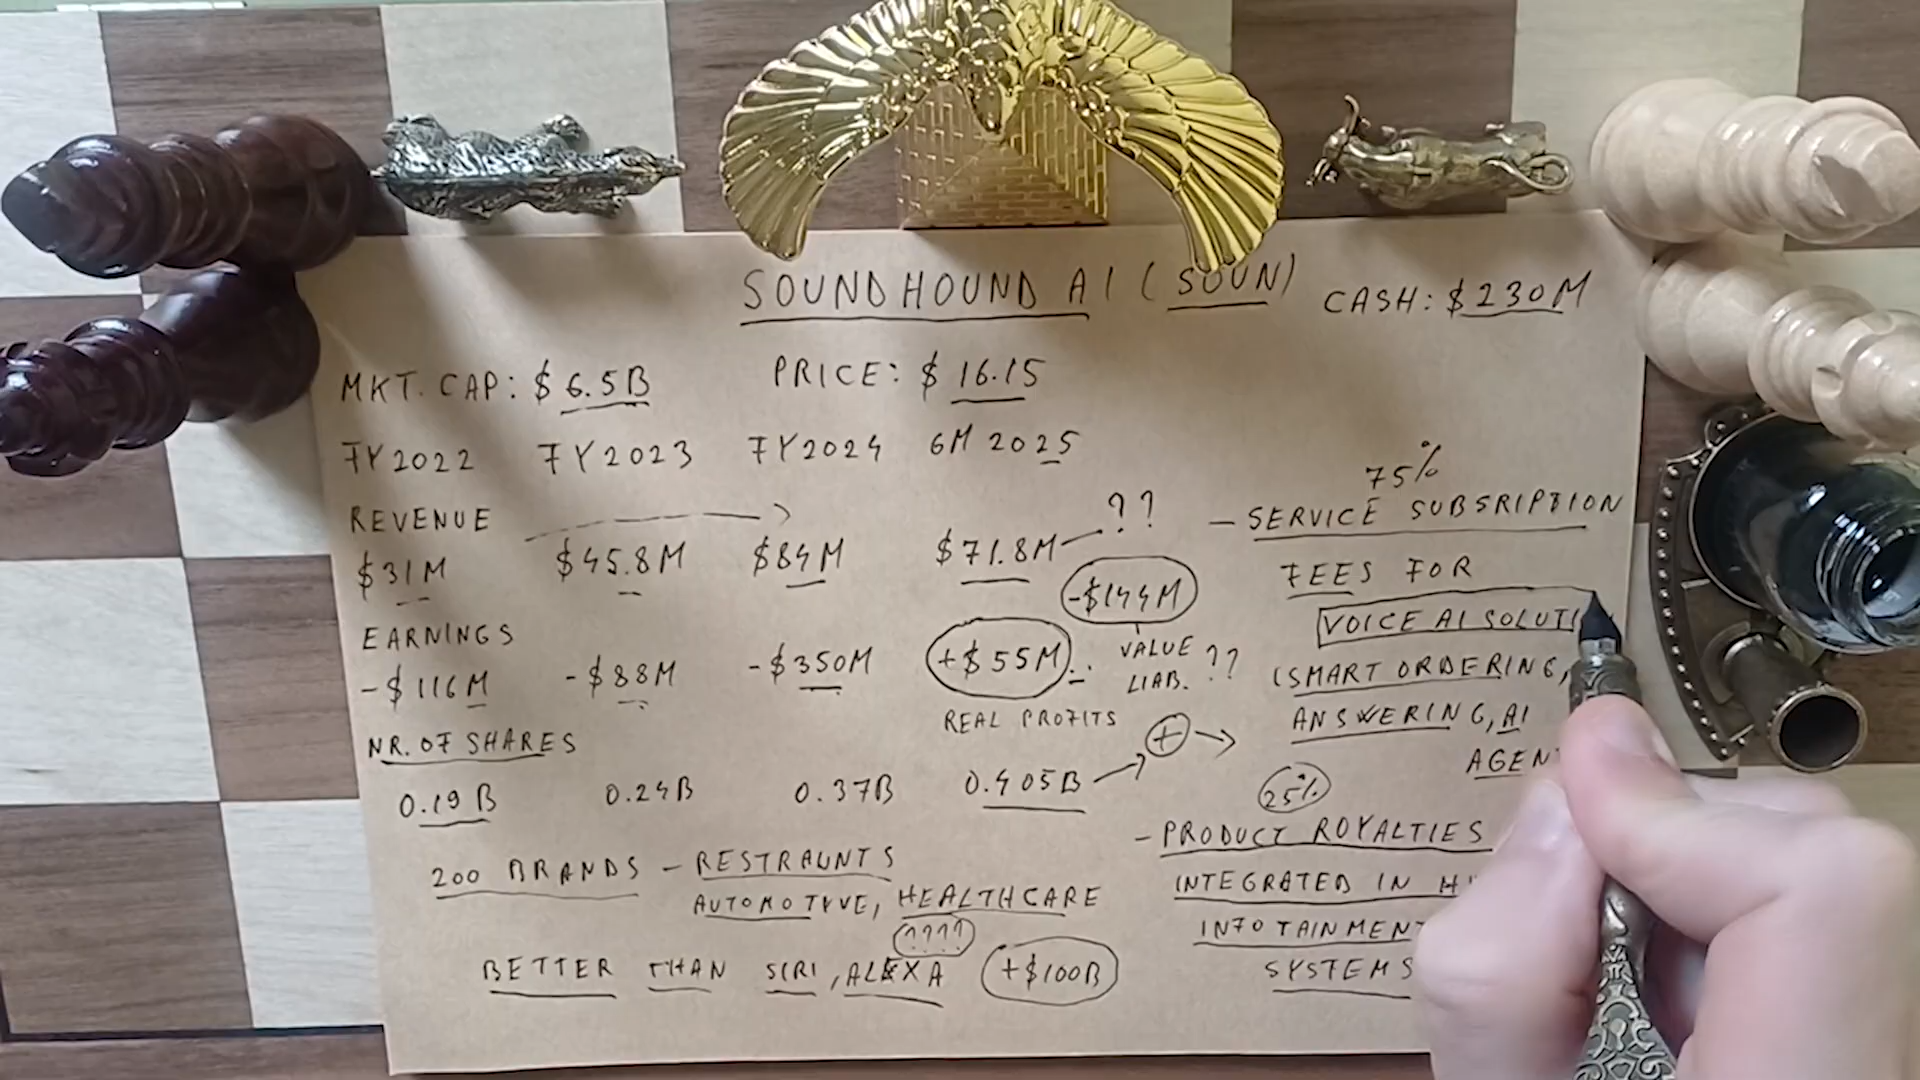 SOUNDHOUND AI (SOUN)
CASH: $230M
MKT. CAP: $6.5B
PRICE: $16.15
FY2022 FY2023 FY2024 6M 2025
REVENUE
$31M $45.8M $84M $71.8M ??
EARNINGS
-$116M -$88M -$350M +$55M
-$144M
VALUE
LIAB. ??
REAL PROFITS
NR. OF SHARES
0.19B 0.24B 0.37B 0.405B +
200 BRANDS - RESTRAUNTS
AUTOMOTIVE, HEALTHCARE
????
BETTER THAN SIRI, ALEXA +$100B
75%
- SERVICE SUBSRIPTION
FEES FOR
VOICE AI SOLUTI
(SMART ORDERING,
ANSWERING, AI
AGEN
25%
- PRODUCT ROYALTIES
INTEGRATED IN
INFOTAINMENT
SYSTEMS